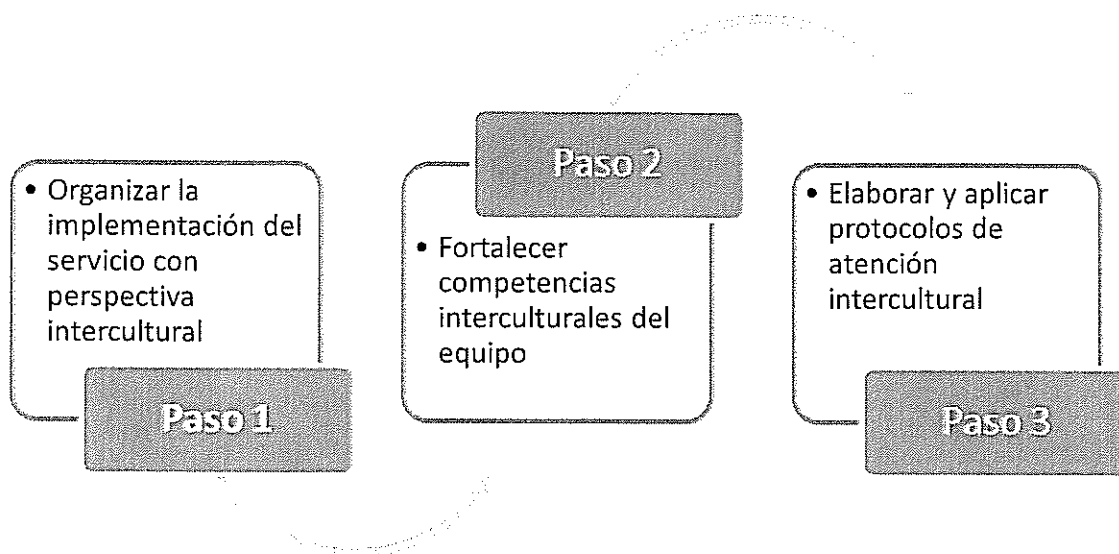 • Organizar la
implementación del
servicio con
perspectiva
intercultural
Paso 1
Paso 2
• Fortalecer
competencias
interculturales del
equipo
• Elaborar y aplicar
protocolos de
atención
intercultural
Paso 3